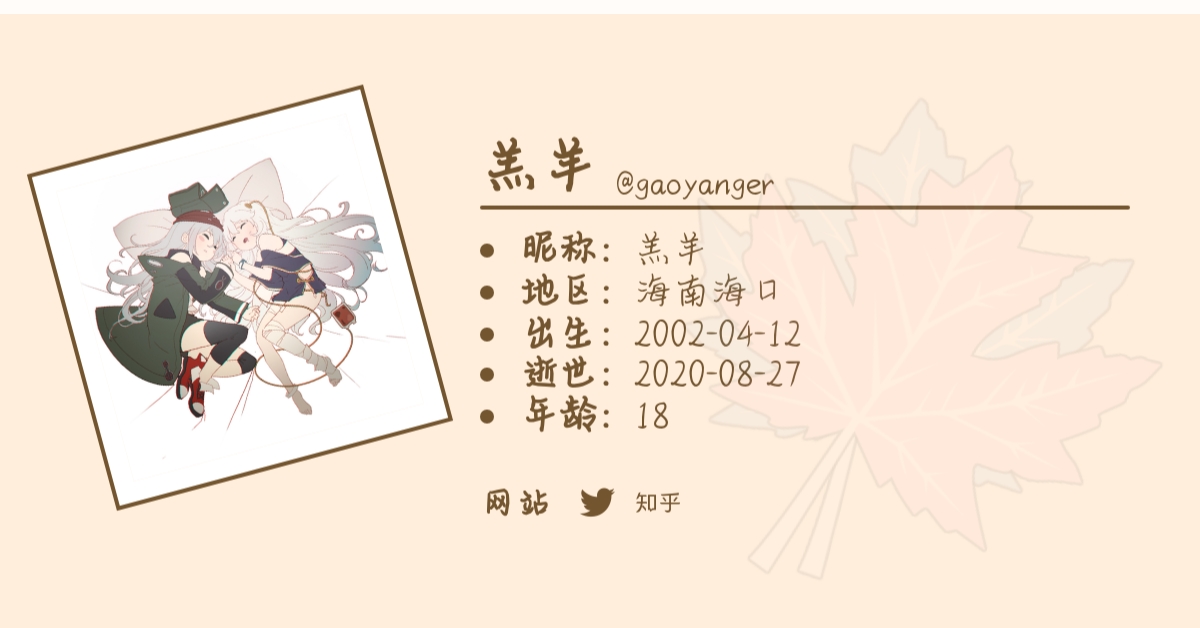 羔羊 @gaoyanger
昵称：羔羊
地区：海南海口
出生：2002-04-12
逝世：2020-08-27
年龄：18
网站 知乎